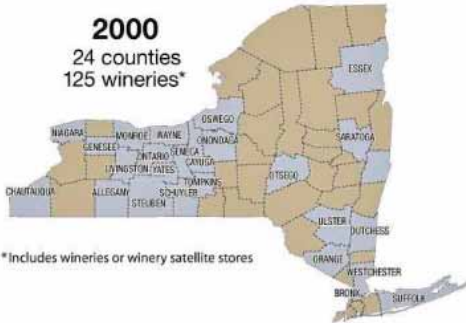 2000
24 counties
125 wineries*
ESSEX
OSWEGO
NIAGARA
MONROE
WAYNE
ONONDAGA
SARATOGA
GENESEE
ONTARIO
SENECA
CAYUGA
LIVINGSTON
YATES
TOMPKINS
OTSEGO
CHAUTAUQUA
ALLEGANY
SCHUYLER
STEUBEN
ULSTER
DUTCHESS
ORANGE
WESTCHESTER
BRONX
SUFFOLK
*Includes wineries or winery satellite stores